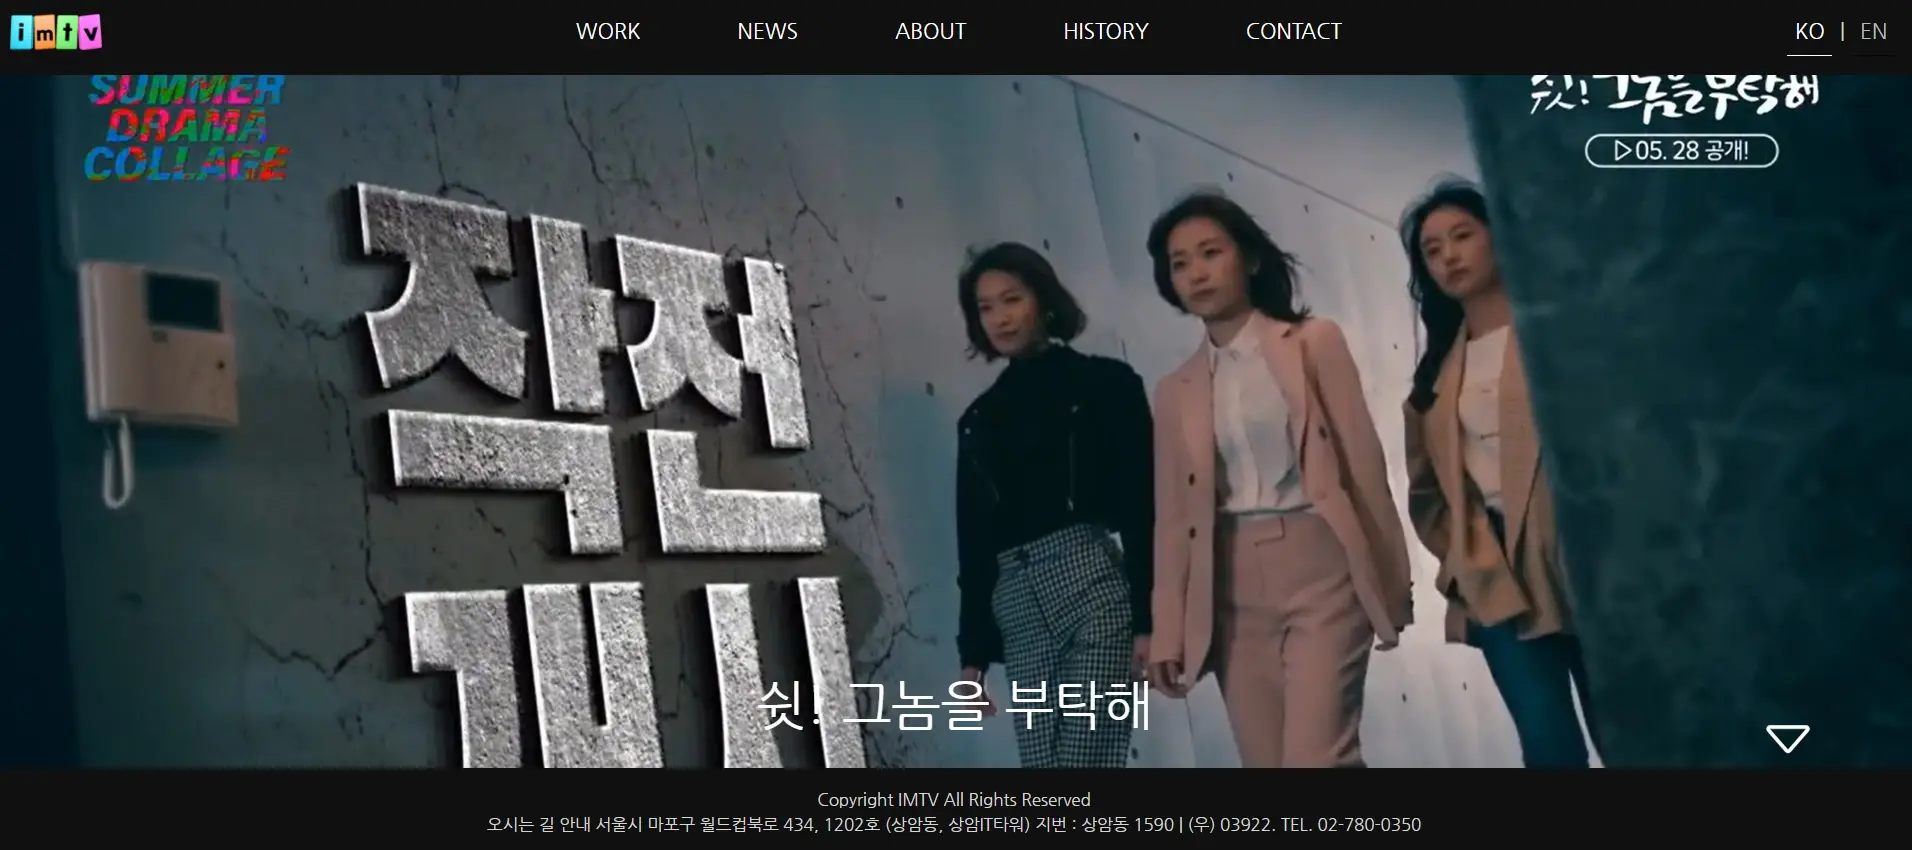 imtv
WORK NEWS ABOUT HISTORY CONTACT
KO | EN
SUMMER
DRAMA
COLLAGE
쉿! 그놈을 부탁해
▷05. 28 공개!
작전
개시
쉿! 그놈을 부탁해
Copyright IMTV All Rights Reserved
오시는 길 안내 서울시 마포구 월드컵북로 434, 1202호 (상암동, 상암IT타워) 지번 : 상암동 1590 | (우) 03922. TEL. 02-780-0350